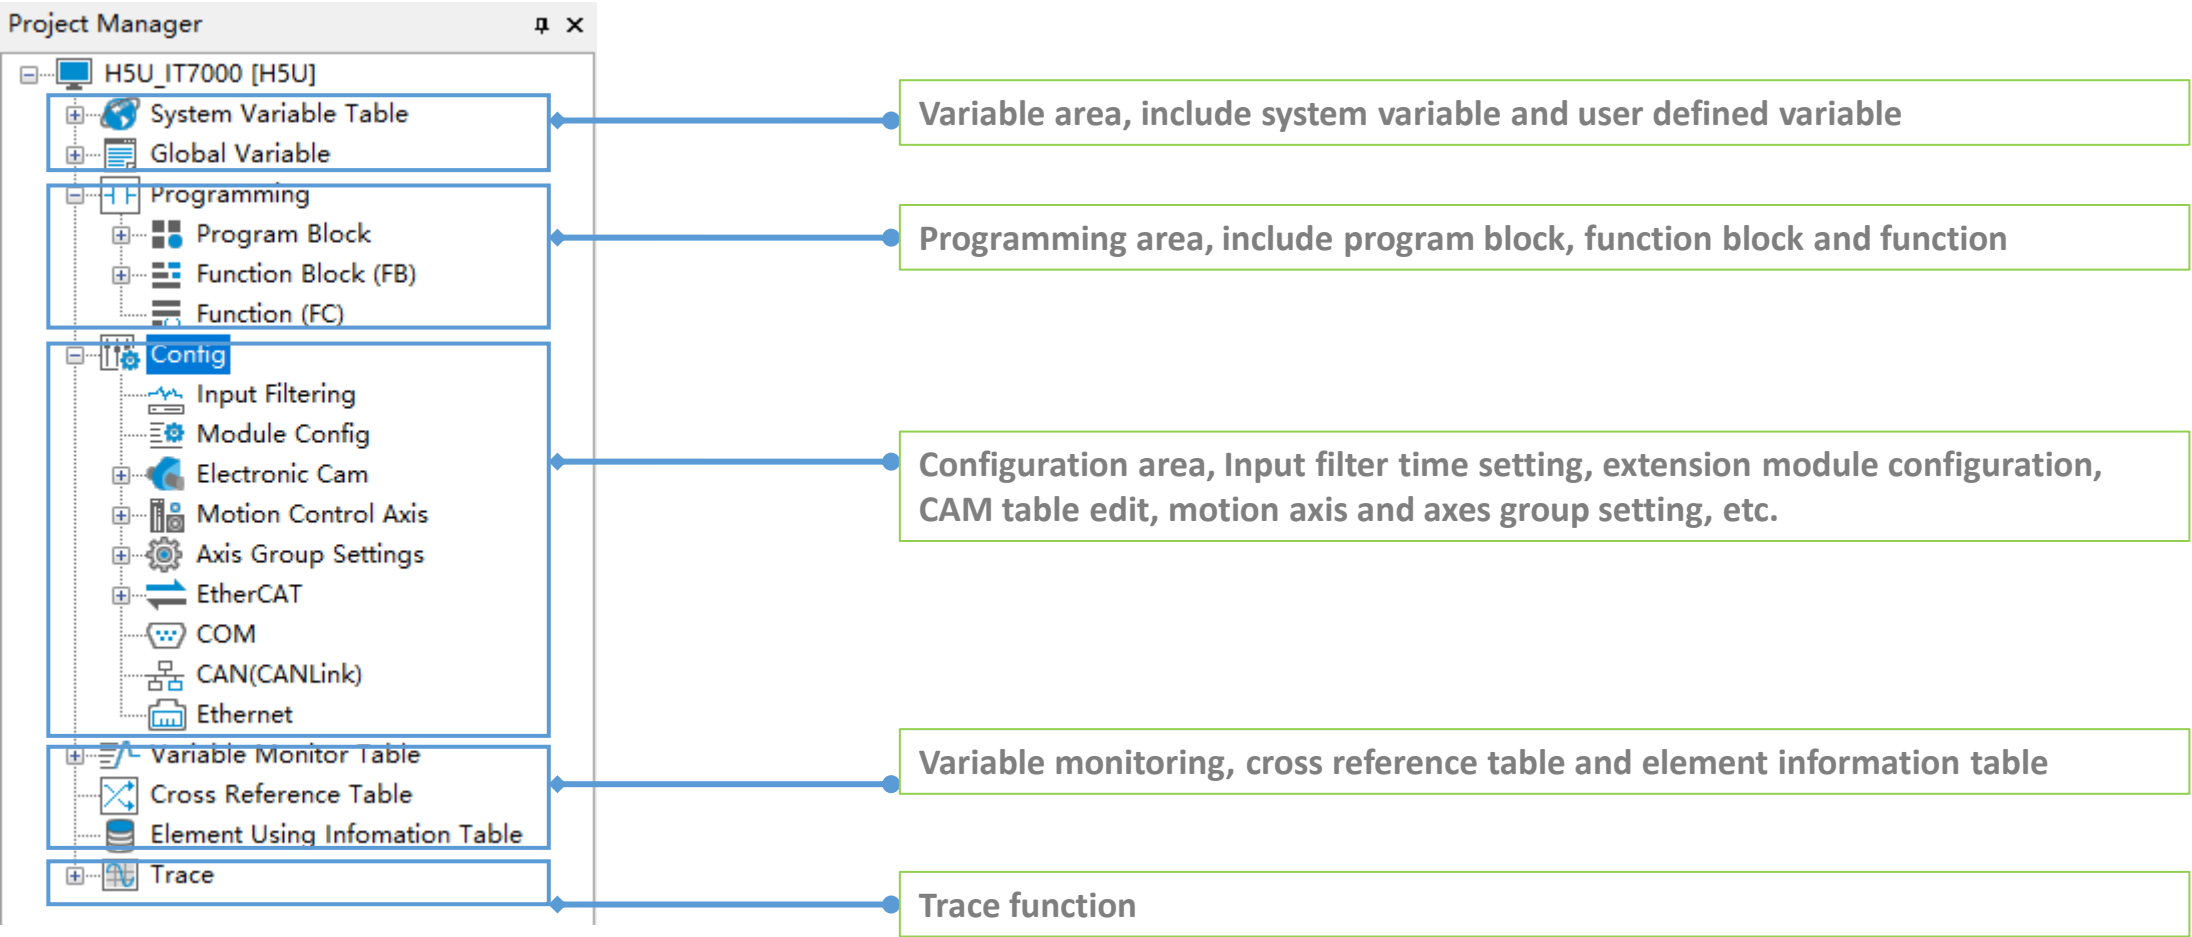 Project Manager
H5U_IT7000 [H5U]
System Variable Table
Global Variable
Programming
Program Block
Function Block (FB)
Function (FC)
Config
Input Filtering
Module Config
Electronic Cam
Motion Control Axis
Axis Group Settings
EtherCAT
COM
CAN(CANLink)
Ethernet
Variable Monitor Table
Cross Reference Table
Element Using Infomation Table
Trace
Variable area, include system variable and user defined variable
Programming area, include program block, function block and function
Configuration area, Input filter time setting, extension module configuration,
CAM table edit, motion axis and axes group setting, etc.
Variable monitoring, cross reference table and element information table
Trace function